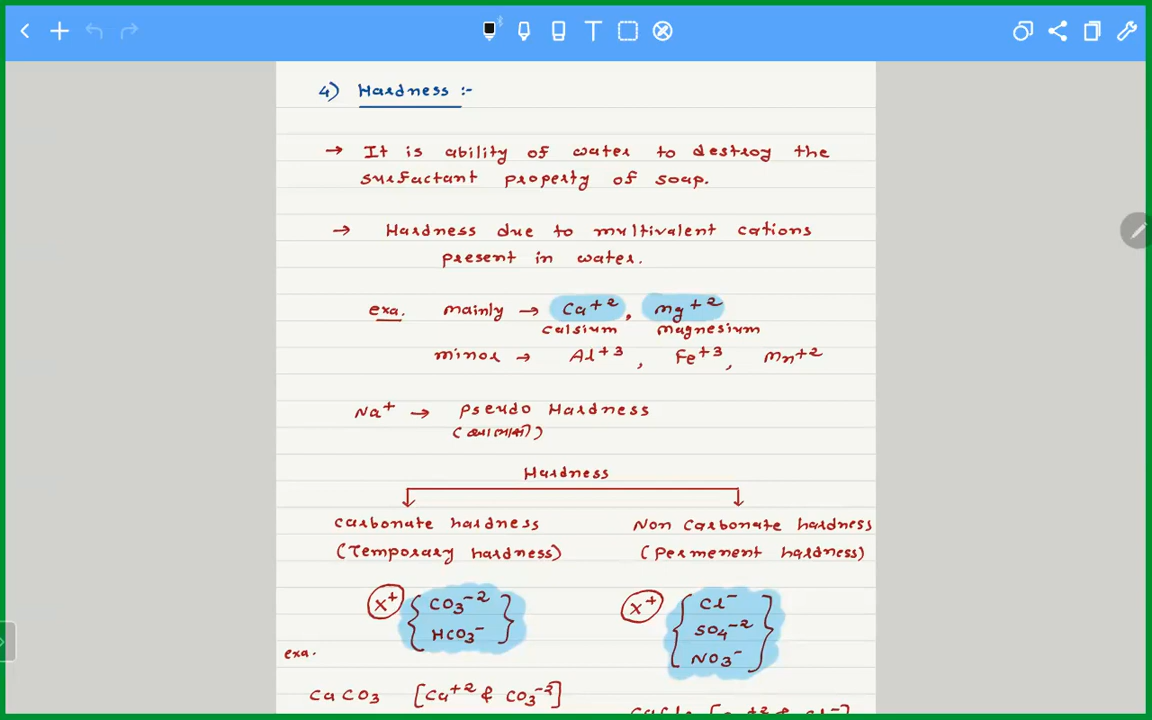 4) Hardness :-
→ It is ability of water to destroy the
surfactant property of soap.
→ Hardness due to multivalent cations
present in water.
exa. mainly → Ca+2, Mg+2
calsium magnesium
minor → Al+3, Fe+3, Mn+2
Na+ → Pseudo Hardness
Hardness
Carbonate hardness Non Carbonate hardness
(Temporary hardness) (Permenent hardness)
X+ { CO3-2 X+ { Cl-
HCO3- } SO4-2
NO3- }
exa.
CaCO3 [Ca+2 & CO3-2]